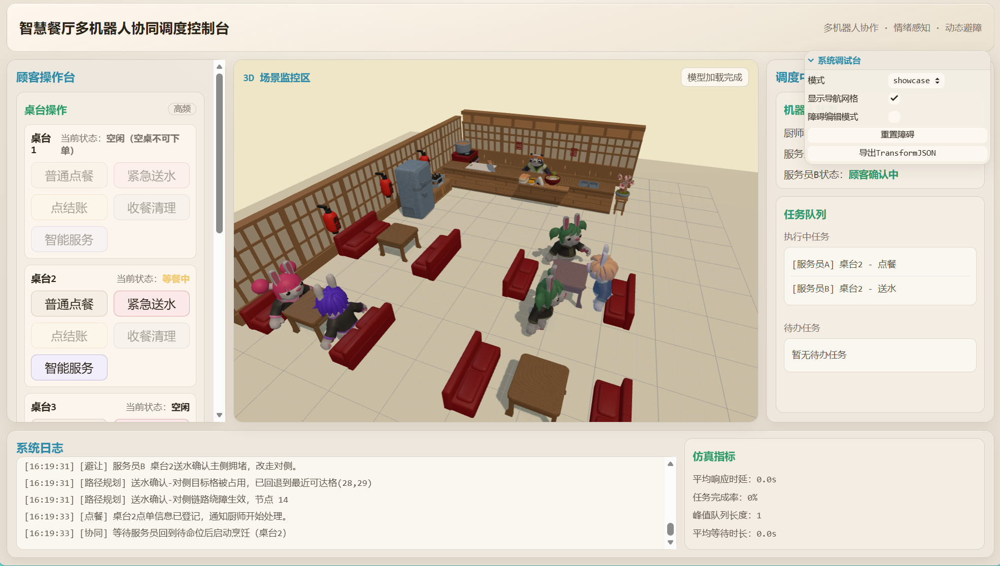 智慧餐厅多机器人协同调度控制台
多机器人协作 · 情绪感知 · 动态避障
顾客操作台
桌台操作
高频
桌台1
当前状态：空闲（空桌不可下单）
普通点餐
紧急送水
点结账
收餐清理
智能服务
桌台2
当前状态：等餐中
普通点餐
紧急送水
点结账
收餐清理
智能服务
桌台3
当前状态：空闲
3D 场景监控区
模型加载完成
系统调试台
模式
showcase
显示导航网格
障碍编辑模式
重置障碍
导出TransformJSON
调度中
机器
厨师
服务
服务员B状态：顾客确认中
任务队列
执行中任务
[服务员A] 桌台2 - 点餐
[服务员B] 桌台2 - 送水
待办任务
暂无待办任务
系统日志
[16:19:31] [避让] 服务员B 桌台2送水确认主侧拥堵，改走对侧。
[16:19:31] [路径规划] 送水确认-对侧目标格被占用，已回退到最近可达格(28,29)
[16:19:31] [路径规划] 送水确认-对侧链路绕障生效，节点 14
[16:19:33] [点餐] 桌台2点单信息已登记，通知厨师开始处理。
[16:19:33] [协同] 等待服务员回到待命位后启动烹饪（桌台2）
仿真指标
平均响应时延：0.0s
任务完成率：0%
峰值队列长度：1
平均等待时长：0.0s